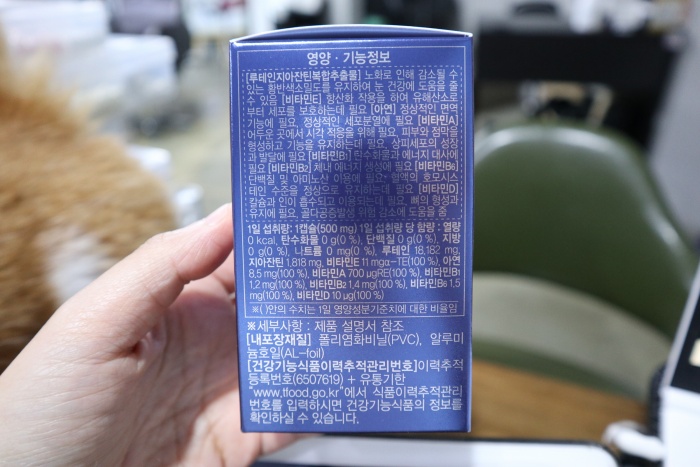 영양 · 기능정보
[루테인지아잔틴복합추출물] 노화로 인해 감소될 수
있는 황반색소밀도를 유지하여 눈 건강에 도움을 줄
수 있음 [비타민E] 항산화 작용을 하여 유해산소로
부터 세포를 보호하는데 필요 [아연] 정상적인 면역
기능에 필요, 정상적인 세포분열에 필요 [비타민A]
어두운 곳에서 시각 적응을 위해 필요, 피부와 점막을
형성하고 기능을 유지하는데 필요, 상피세포의 성장
과 발달에 필요 [비타민B1] 탄수화물과 에너지 대사에
필요 [비타민B2] 체내 에너지 생성에 필요 [비타민B6]
단백질 및 아미노산 이용에 필요, 혈액의 호모시스
테인 수준을 정상으로 유지하는데 필요 [비타민D]
칼슘과 인이 흡수되고 이용되는데 필요, 뼈의 형성과
유지에 필요, 골다공증발생 위험 감소에 도움을 줌
1일 섭취량: 1캡슐(500 mg) 1일 섭취량 당 함량 : 열량
0 kcal, 탄수화물 0 g(0 %), 단백질 0 g(0 %), 지방
0 g(0 %), 나트륨 0 mg(0 %), 루테인 18.182 mg,
지아잔틴 1.818 mg, 비타민E 11 mgα-TE(100 %), 아연
8.5 mg(100 %), 비타민A 700 μgRE(100 %), 비타민B1
1.2 mg(100 %), 비타민B2 1.4 mg(100 %), 비타민B6 1.5
mg(100 %), 비타민D 10 μg(100 %)
※( )안의 수치는 1일 영양성분기준치에 대한 비율임
※세부사항 : 제품 설명서 참조
[내포장재질] 폴리염화비닐(PVC), 알루미
늄호일(AL-foil)
[건강기능식품이력추적관리번호] 이력추적
등록번호(6507619) + 유통기한
"www.tfood.go.kr"에서 식품이력추적관리
번호를 입력하시면 건강기능식품의 정보를
확인하실 수 있습니다.